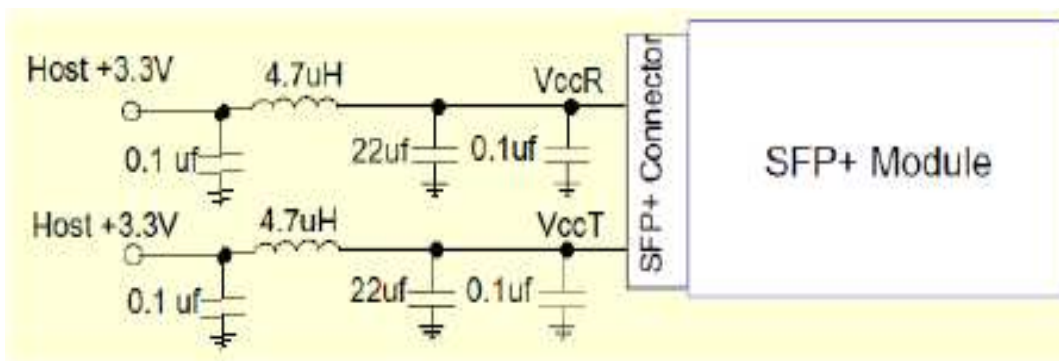 Host +3.3V
4.7uH
VccR
0.1 uf
22uf
0.1uf
Host +3.3V
4.7uH
VccT
0.1 uf
22uf
0.1uf
SFP+ Connector
SFP+ Module